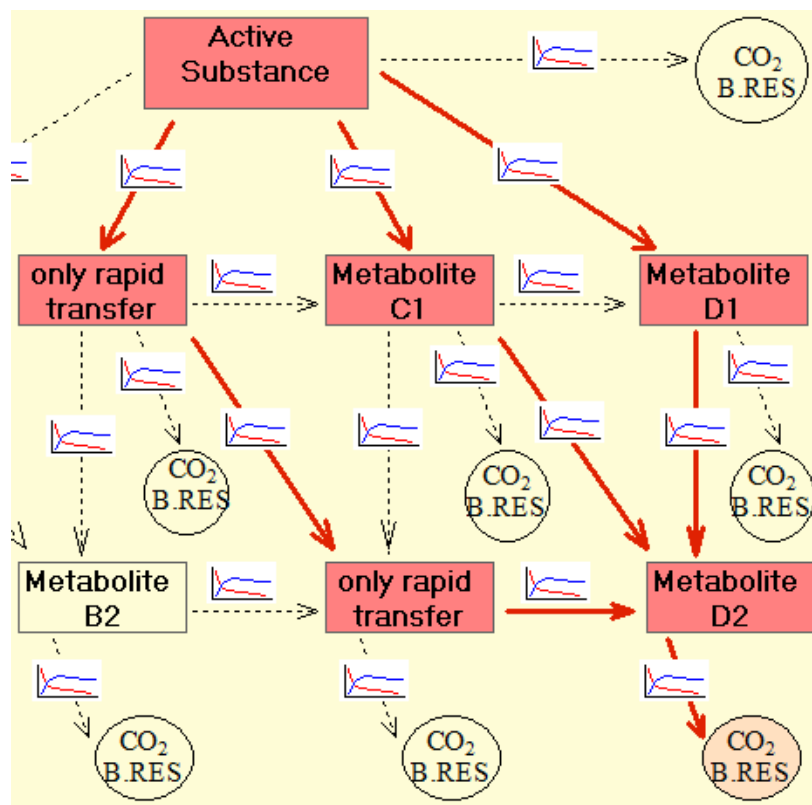 Active
Substance
CO₂
B.RES
only rapid
transfer
Metabolite
C1
Metabolite
D1
CO₂
B.RES
CO₂
B.RES
CO₂
B.RES
Metabolite
B2
only rapid
transfer
Metabolite
D2
CO₂
B.RES
CO₂
B.RES
CO₂
B.RES